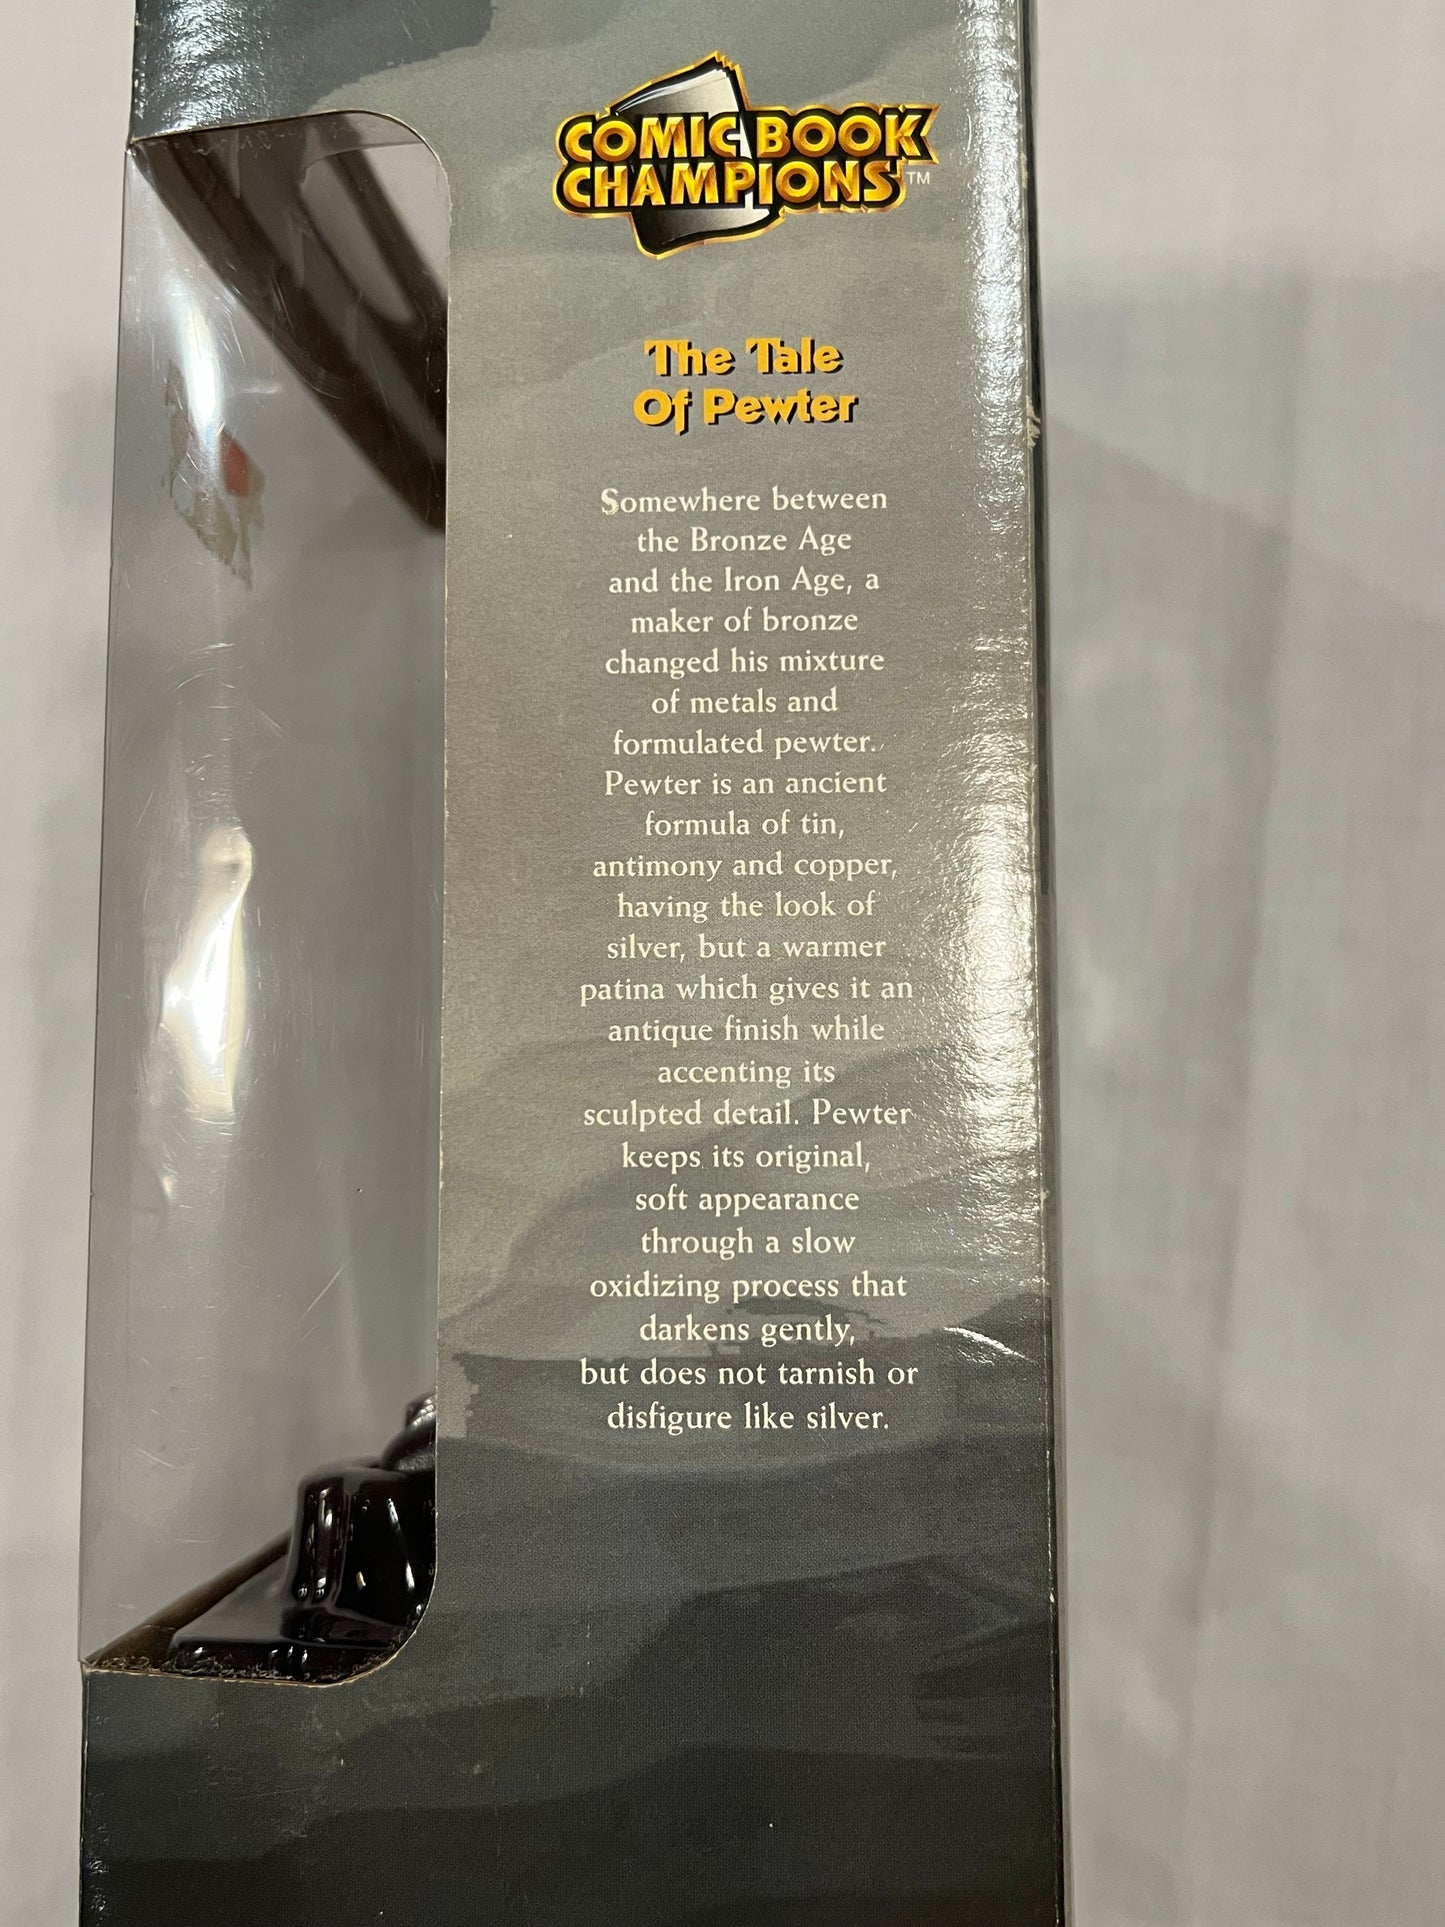 COMIC BOOK
CHAMPIONS™
The Tale
Of Pewter
Somewhere between
the Bronze Age
and the Iron Age, a
maker of bronze
changed his mixture
of metals and
formulated pewter.
Pewter is an ancient
formula of tin,
antimony and copper,
having the look of
silver, but a warmer
patina which gives it an
antique finish while
accenting its
sculpted detail. Pewter
keeps its original,
soft appearance
through a slow
oxidizing process that
darkens gently,
but does not tarnish or
disfigure like silver.